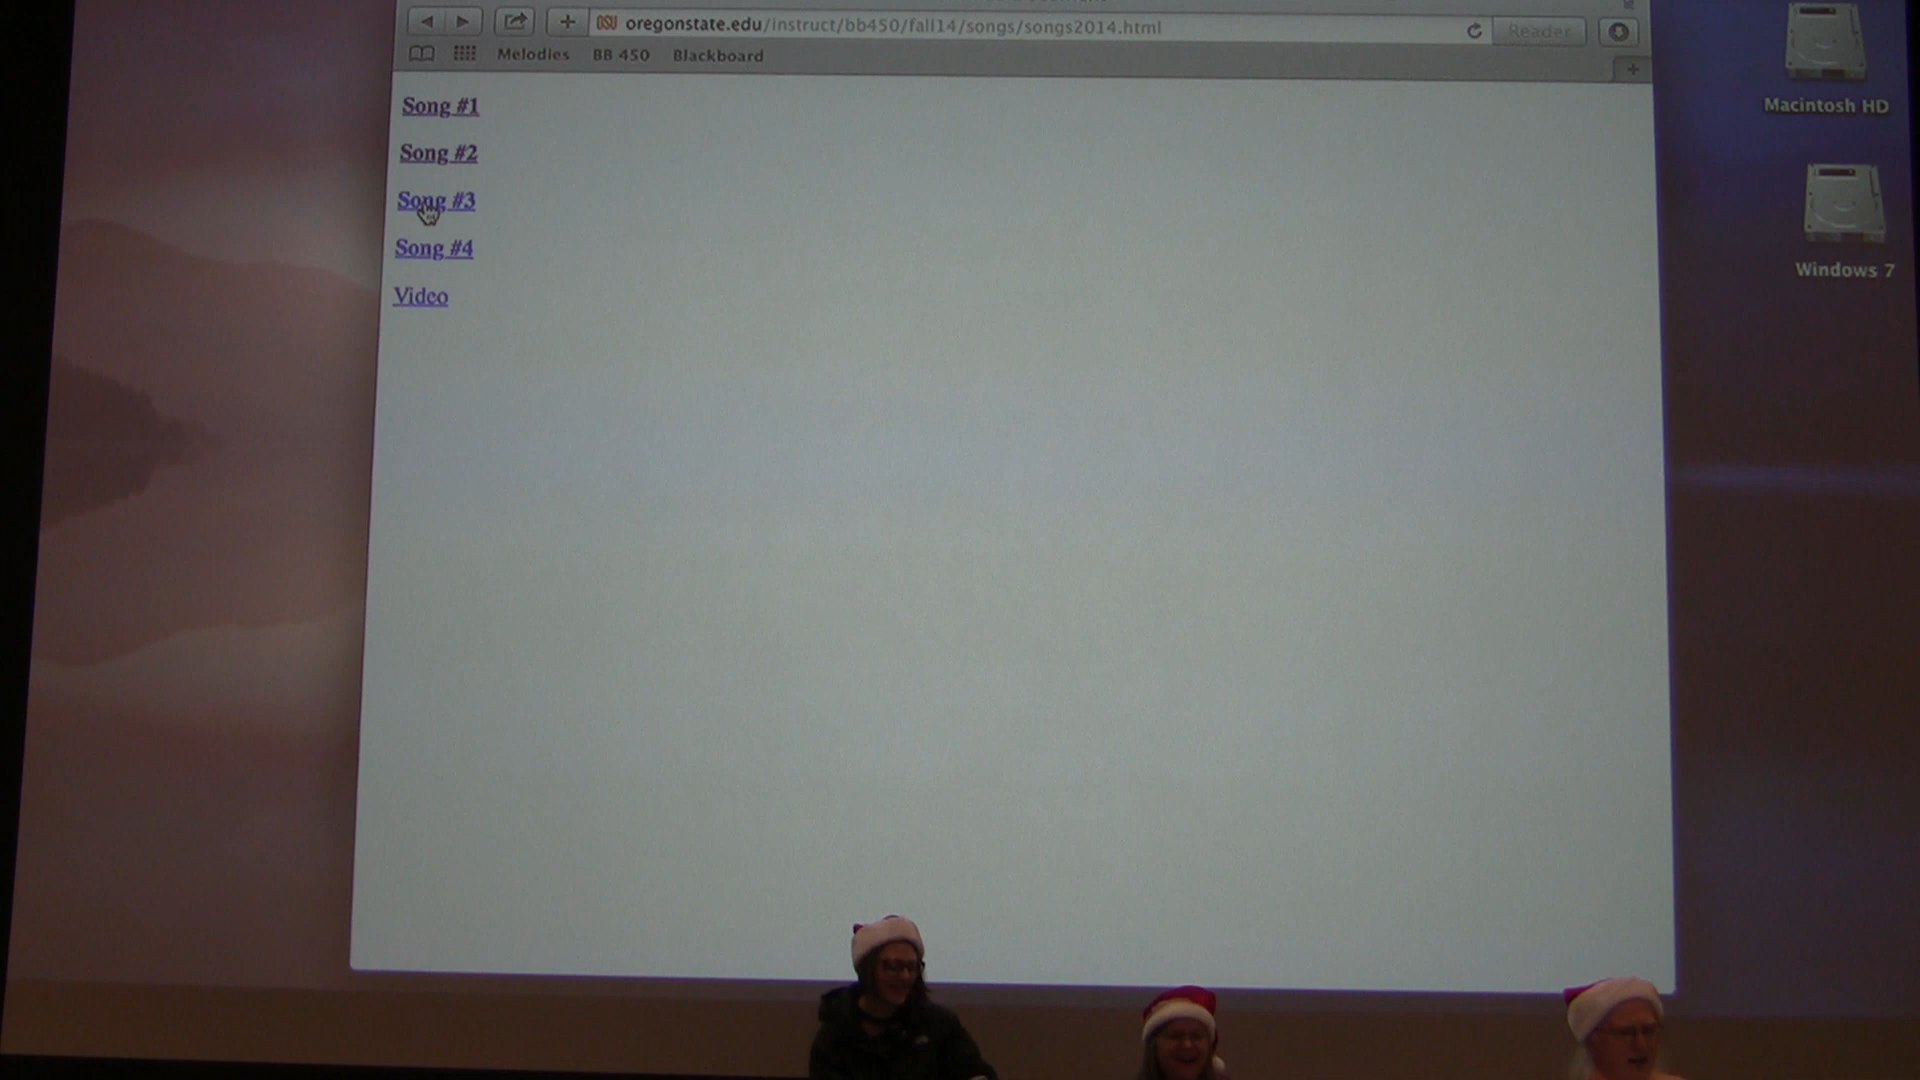 OSU oregonstate.edu/instruct/bb450/fall14/songs/songs2014.html
Reader
Melodies BB 450 Blackboard
Song #1
Song #2
Song #3
Song #4
Video
Macintosh HD
Windows 7